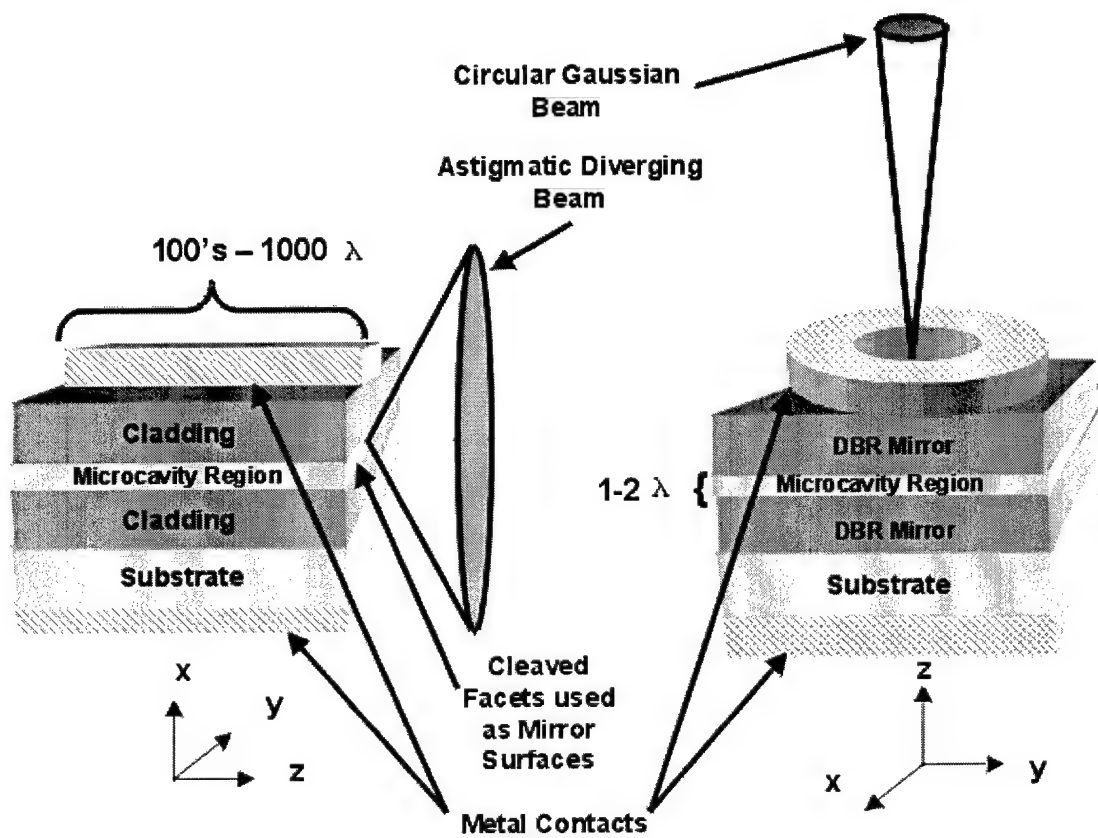 Circular Gaussian
Beam
Astigmatic Diverging
Beam
100's – 1000 λ
Cladding
Microcavity Region
Cladding
Substrate
DBR Mirror
1-2 λ {
Microcavity Region
DBR Mirror
Substrate
Cleaved
Facets used
as Mirror
Surfaces
x
y
z
z
x
y
Metal Contacts